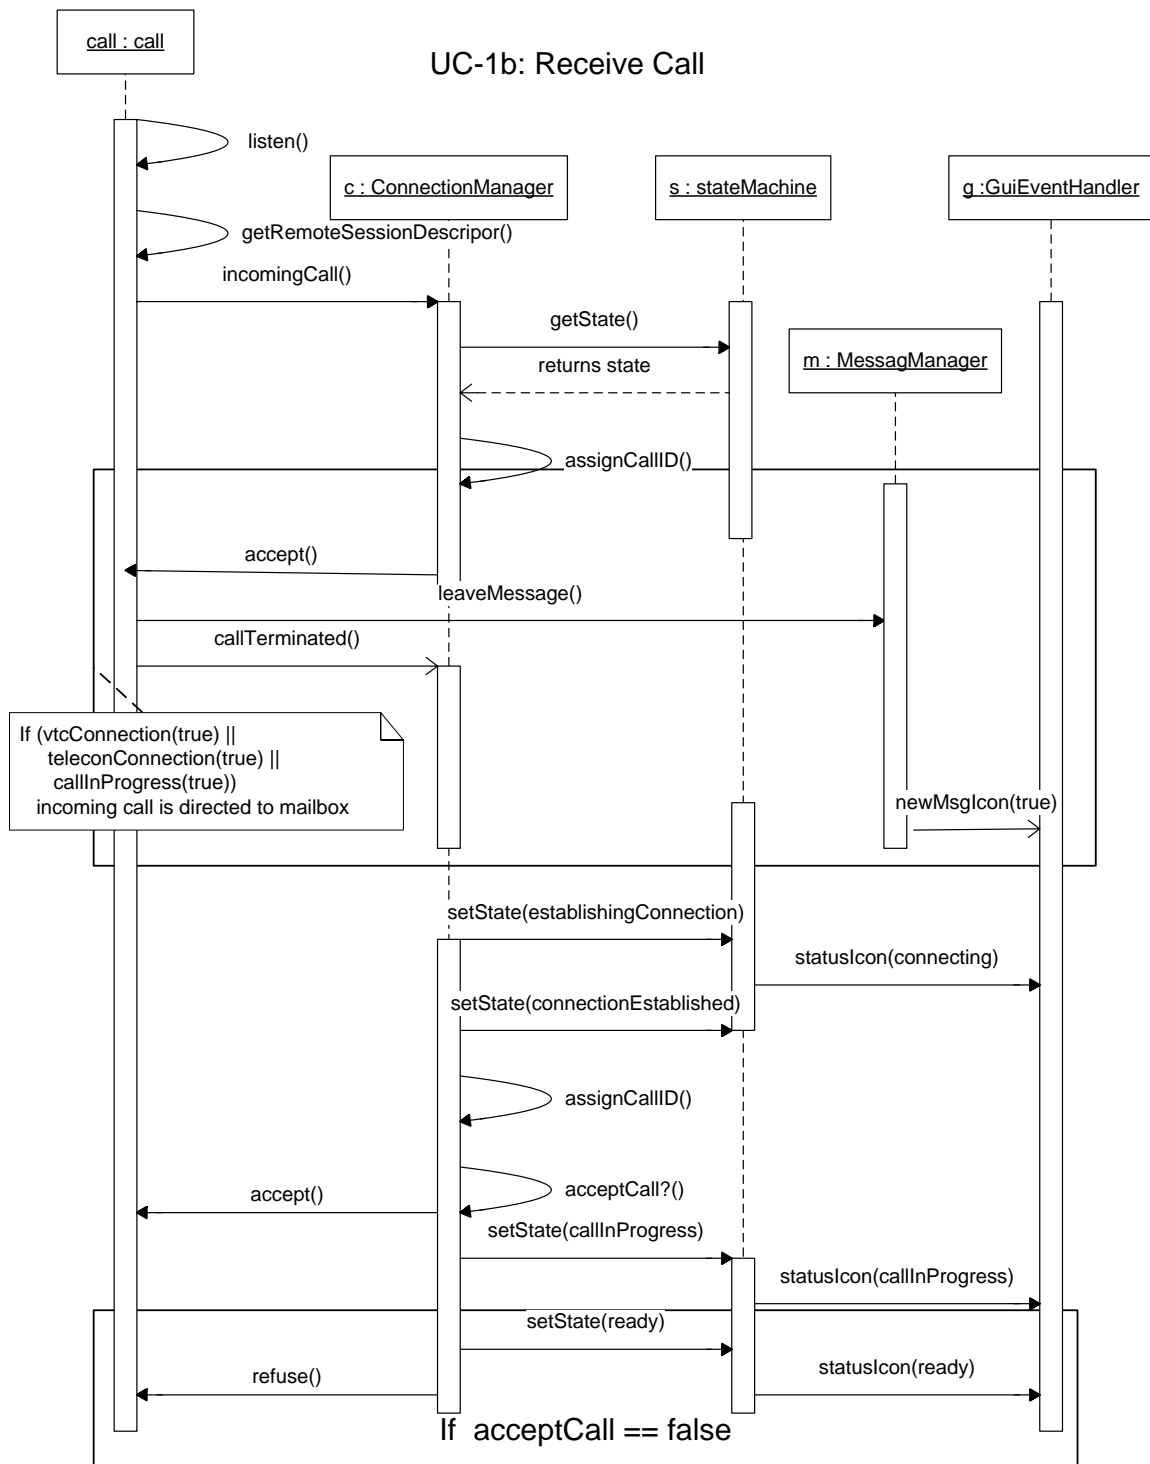 call : call
UC-1b: Receive Call
listen()
c : ConnectionManager
s : stateMachine
g :GuiEventHandler
getRemoteSessionDescripor()
incomingCall()
getState()
returns state
m : MessagManager
assignCallID()
accept()
leaveMessage()
callTerminated()
If (vtcConnection(true) ||
teleconConnection(true) ||
callInProgress(true))
incoming call is directed to mailbox
newMsgIcon(true)
setState(establishingConnection)
statusIcon(connecting)
setState(connectionEstablished)
assignCallID()
acceptCall?()
accept()
setState(callInProgress)
statusIcon(callInProgress)
setState(ready)
refuse()
statusIcon(ready)
If acceptCall == false